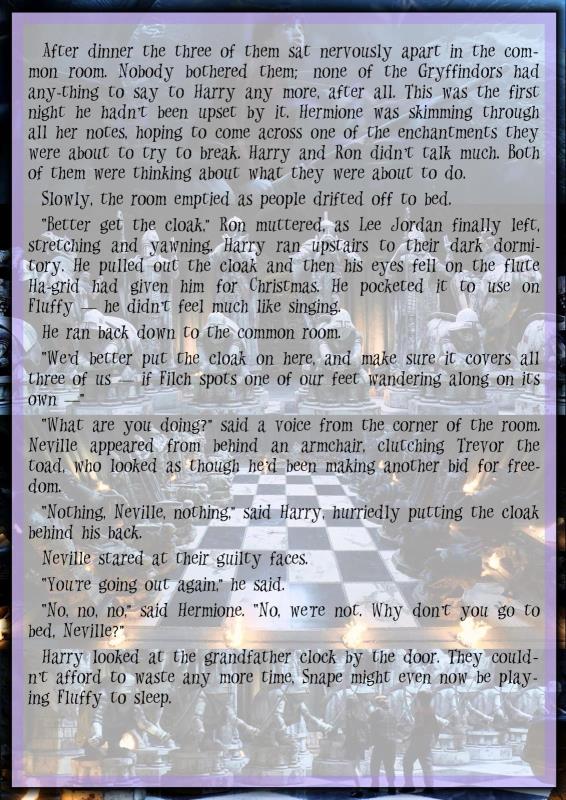 After dinner the three of them sat nervously apart in the com-
mon room. Nobody bothered them; none of the Gryffindors had
any-thing to say to Harry any more, after all. This was the first
night he hadn't been upset by it. Hermione was skimming through
all her notes, hoping to come across one of the enchantments they
were about to try to break. Harry and Ron didn't talk much. Both
of them were thinking about what they were about to do.
Slowly, the room emptied as people drifted off to bed.
"Better get the cloak," Ron muttered, as Lee Jordan finally left,
stretching and yawning. Harry ran upstairs to their dark dormi-
tory. He pulled out the cloak and then his eyes fell on the flute
Ha-grid had given him for Christmas. He pocketed it to use on
Fluffy — he didn't feel much like singing.
He ran back down to the common room.
"We'd better put the cloak on here, and make sure it covers all
three of us — if Filch spots one of our feet wandering along on its
own —"
"What are you doing?" said a voice from the corner of the room.
Neville appeared from behind an armchair, clutching Trevor the
toad, who looked as though he'd been making another bid for free-
dom.
"Nothing, Neville, nothing," said Harry, hurriedly putting the cloak
behind his back.
Neville stared at their guilty faces.
"You're going out again," he said.
"No, no, no," said Hermione. "No, we're not. Why don't you go to
bed, Neville?"
Harry looked at the grandfather clock by the door. They could-
n't afford to waste any more time, Snape might even now be play-
ing Fluffy to sleep.